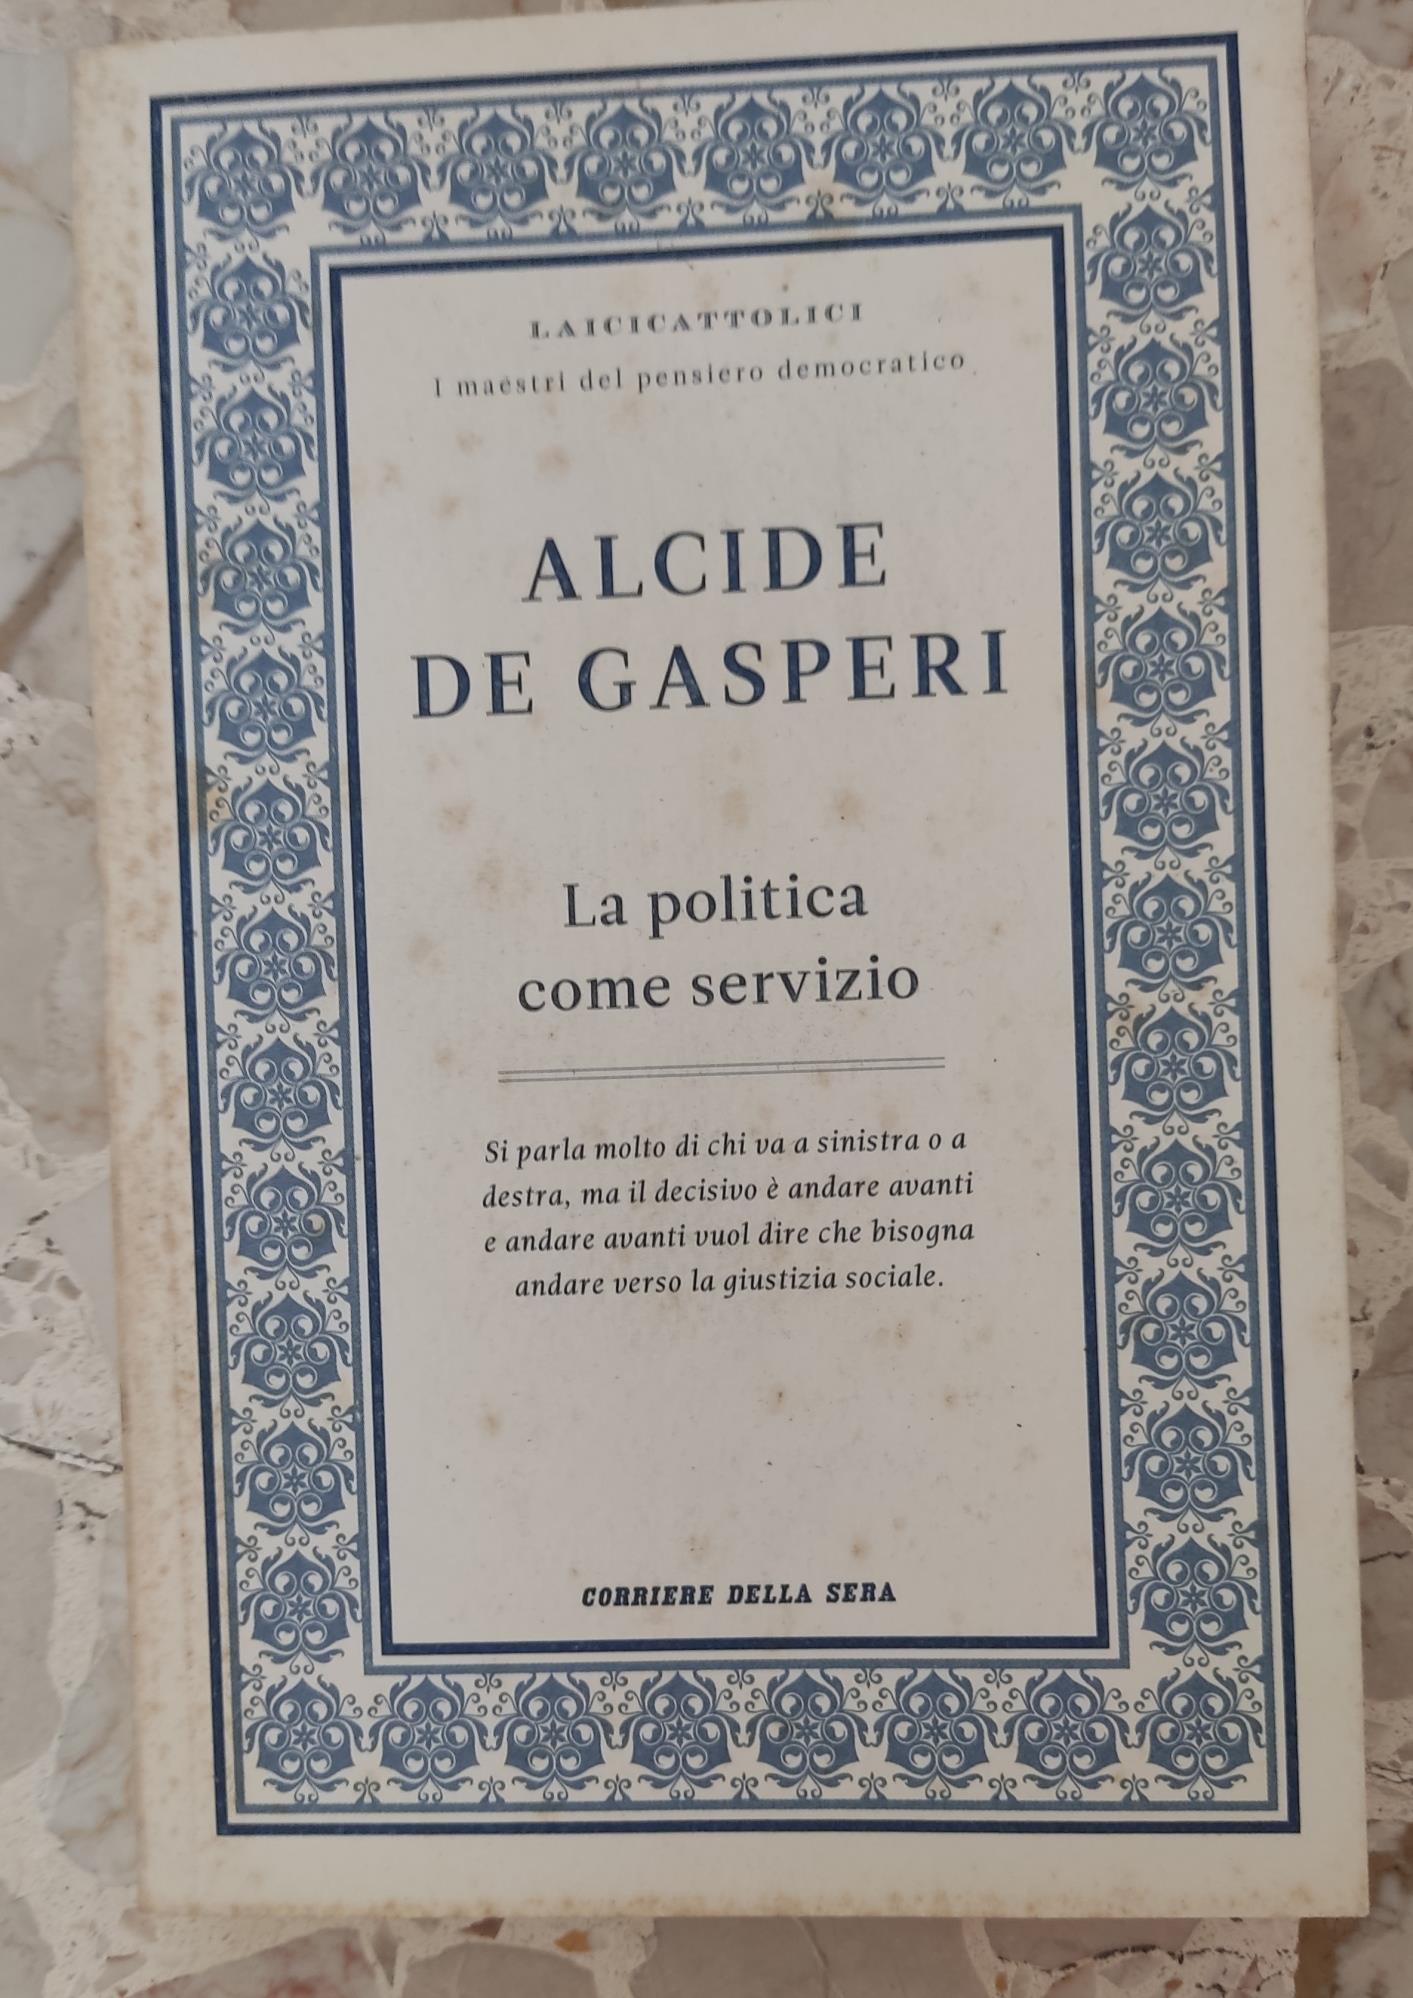 LAICICATTOLICI
I maestri del pensiero democratico
ALCIDE
DE GASPERI
La politica
come servizio
Si parla molto di chi va a sinistra o a
destra, ma il decisivo è andare avanti
e andare avanti vuol dire che bisogna
andare verso la giustizia sociale.
CORRIERE DELLA SERA